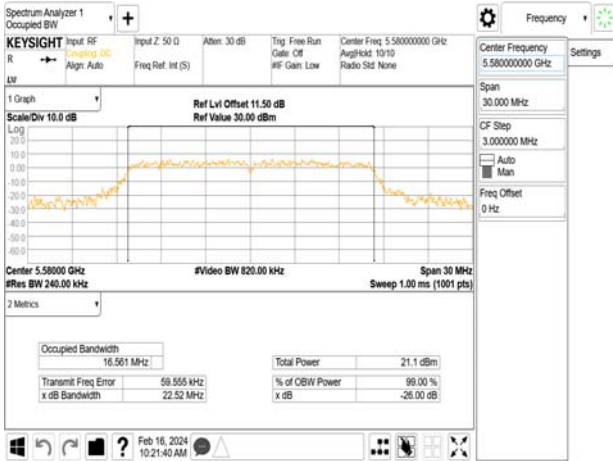 Spectrum Analyzer 1
Occupied BW
Frequency
KEYSIGHT
Input: RF
Coupling: DC
Align: Auto
Input Z: 50 Ω
Freq Ref: Int (S)
Atten: 30 dB
Trig: Free Run
Gate: Off
#IF Gain: Low
Center Freq: 5.580000000 GHz
Avg|Hold: 10/10
Radio Std: None
R
Center Frequency
5.580000000 GHz
Settings
Span
30.000 MHz
CF Step
3.000000 MHz
Auto
Man
Freq Offset
0 Hz
1 Graph
Scale/Div 10.0 dB
Ref Lvl Offset 11.50 dB
Ref Value 30.00 dBm
Log
20.0
10.0
0.00
-10.0
-20.0
-30.0
-40.0
-50.0
-60.0
Center 5.58000 GHz
#Res BW 240.00 kHz
#Video BW 820.00 kHz
Span 30 MHz
Sweep 1.00 ms (1001 pts)
2 Metrics
Occupied Bandwidth
16.561 MHz
Total Power 21.1 dBm
Transmit Freq Error 59.555 kHz
% of OBW Power 99.00 %
x dB Bandwidth 22.52 MHz
x dB -26.00 dB
Feb 16, 2024
10:21:40 AM